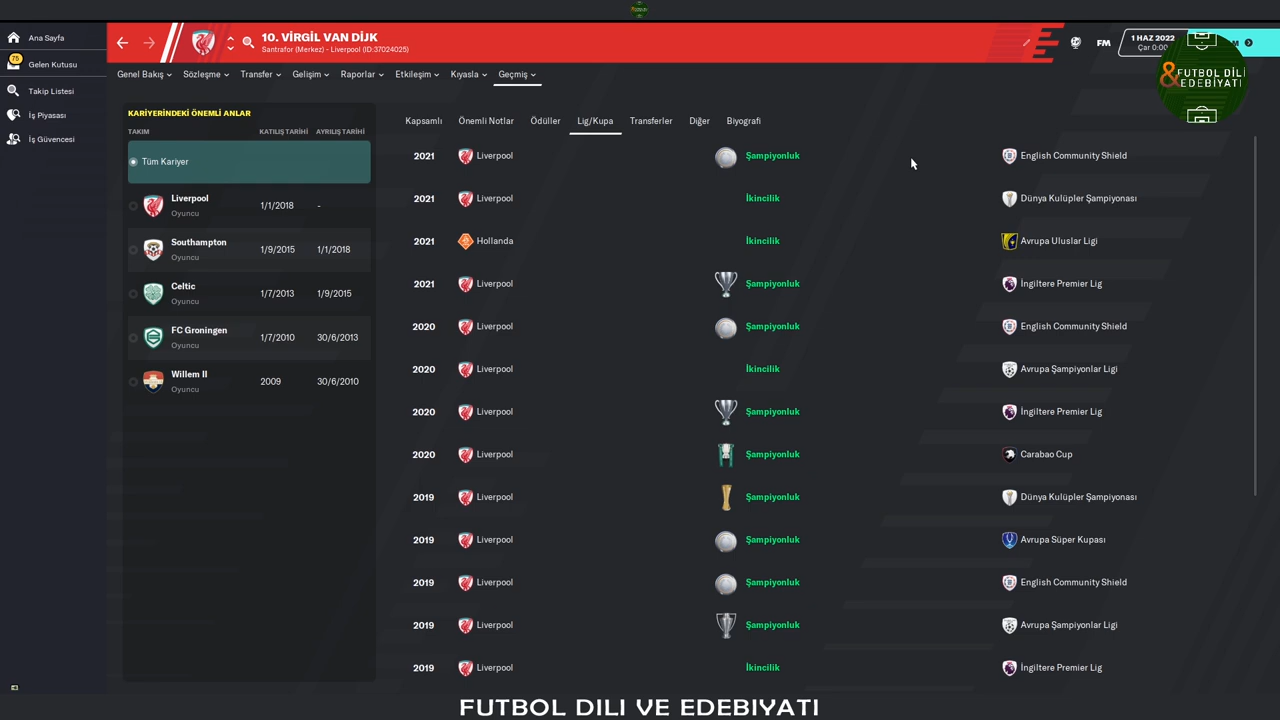 Ana Sayfa
75
Gelen Kutusu
Takip Listesi
İş Piyasası
İş Güvencesi
10. VİRGİL VAN DİJK
Santrafor (Merkez) - Liverpool (ID:37024025)
FM
1 HAZ 2022
Çar 0:00
M
&FUTBOL DİLİ
EDEBİYATI
Genel Bakış Sözleşme Transfer Gelişim Raporlar Etkileşim Kıyasla Geçmiş
KARİYERİNDEKİ ÖNEMLİ ANLAR
TAKIM KATILIŞ TARİHİ AYRILIŞ TARİHİ
Tüm Kariyer
Liverpool
Oyuncu
1/1/2018 -
Southampton
Oyuncu
1/9/2015 1/1/2018
Celtic
Oyuncu
1/7/2013 1/9/2015
FC Groningen
Oyuncu
1/7/2010 30/6/2013
Willem II
Oyuncu
2009 30/6/2010
Kapsamlı Önemli Notlar Ödüller Lig/Kupa Transferler Diğer Biyografi
2021 Liverpool Şampiyonluk English Community Shield
2021 Liverpool İkincilik Dünya Kulüpler Şampiyonası
2021 Hollanda İkincilik Avrupa Uluslar Ligi
2021 Liverpool Şampiyonluk İngiltere Premier Lig
2020 Liverpool Şampiyonluk English Community Shield
2020 Liverpool İkincilik Avrupa Şampiyonlar Ligi
2020 Liverpool Şampiyonluk İngiltere Premier Lig
2020 Liverpool Şampiyonluk Carabao Cup
2019 Liverpool Şampiyonluk Dünya Kulüpler Şampiyonası
2019 Liverpool Şampiyonluk Avrupa Süper Kupası
2019 Liverpool Şampiyonluk English Community Shield
2019 Liverpool Şampiyonluk Avrupa Şampiyonlar Ligi
2019 Liverpool İkincilik İngiltere Premier Lig
FUTBOL DILI VE EDEBIYATI